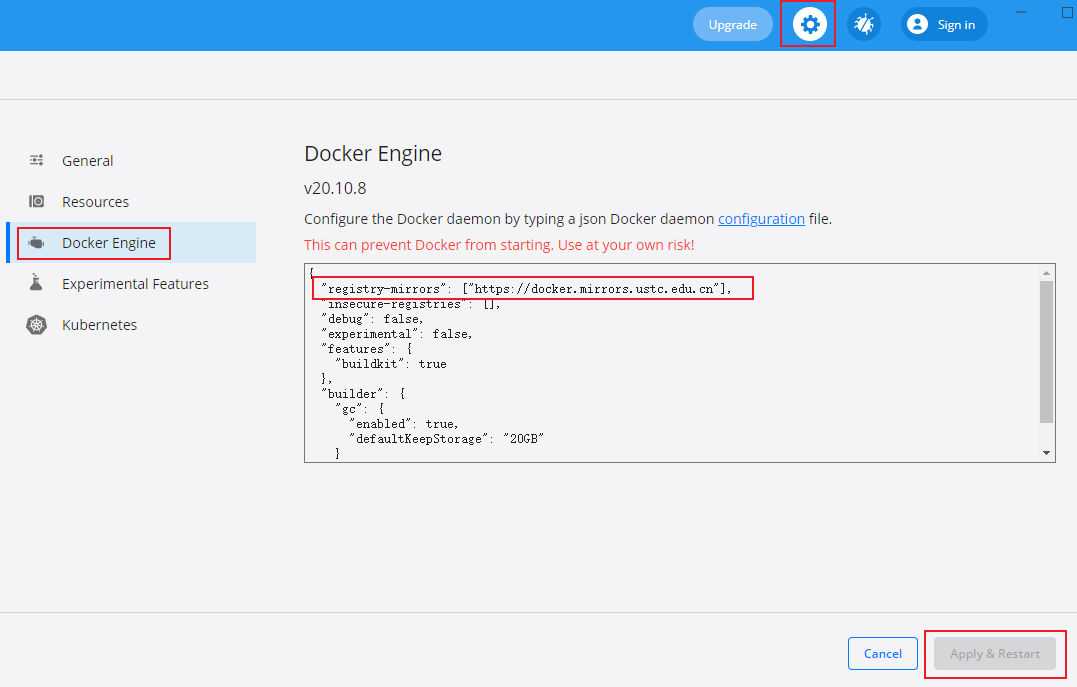 Upgrade
Sign in
General
Resources
Docker Engine
Experimental Features
Kubernetes
Docker Engine
v20.10.8
Configure the Docker daemon by typing a json Docker daemon configuration file.
This can prevent Docker from starting. Use at your own risk!
{
"registry-mirrors": ["https://docker.mirrors.ustc.edu.cn"],
"insecure-registries": [],
"debug": false,
"experimental": false,
"features": {
"buildkit": true
},
"builder": {
"gc": {
"enabled": true,
"defaultKeepStorage": "20GB"
}
Cancel
Apply & Restart